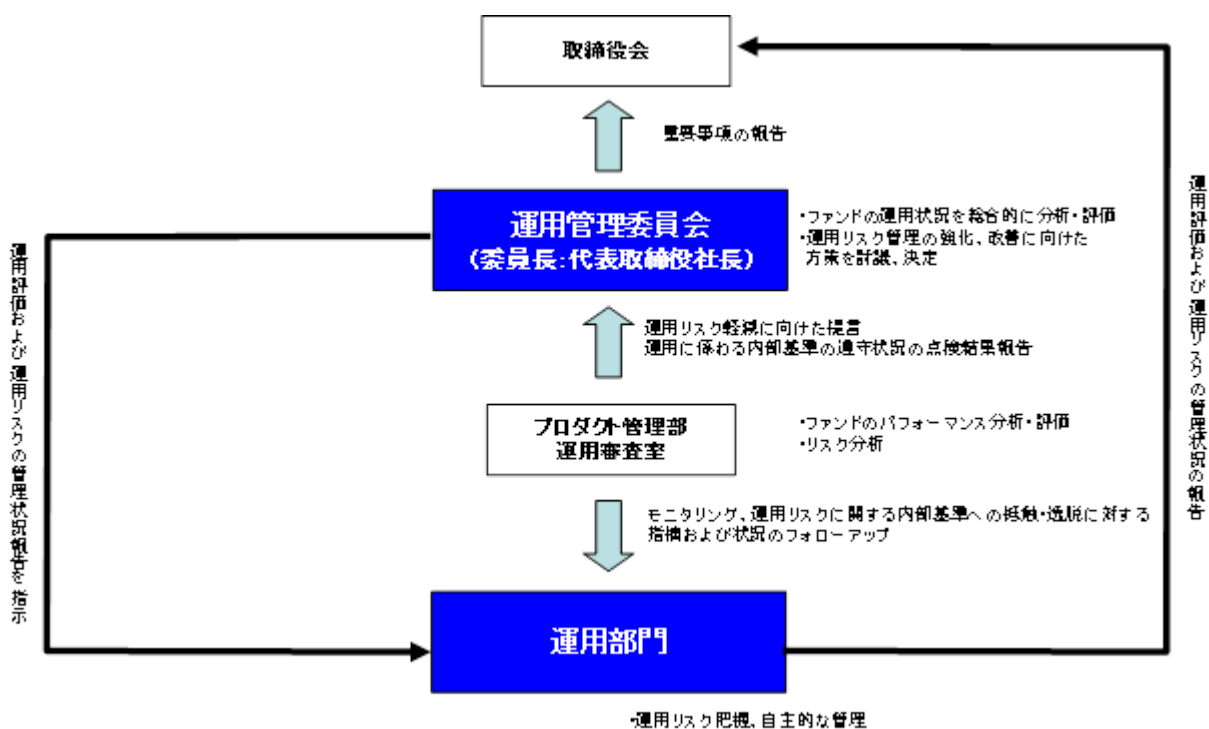 取締役会
重要事項の報告
運用管理委員会
(委員長:代表取締役社長)
・ファンドの運用状況を総合的に分析・評価
・運用リスク管理の強化、改善に向けた
方策を討議、決定
運用リスク軽減に向けた提言
運用に係わる内部基準の遵守状況の点検結果報告
プロダクト管理部
運用審査室
・ファンドのパフォーマンス分析・評価
・リスク分析
モニタリング、運用リスクに関する内部基準への抵触・逸脱に対する
指摘および状況のフォローアップ
運用部門
・運用リスク把握、自主的な管理
運用評価および運用リスクの管理状況報告を指示
運用評価および運用リスクの管理状況の報告